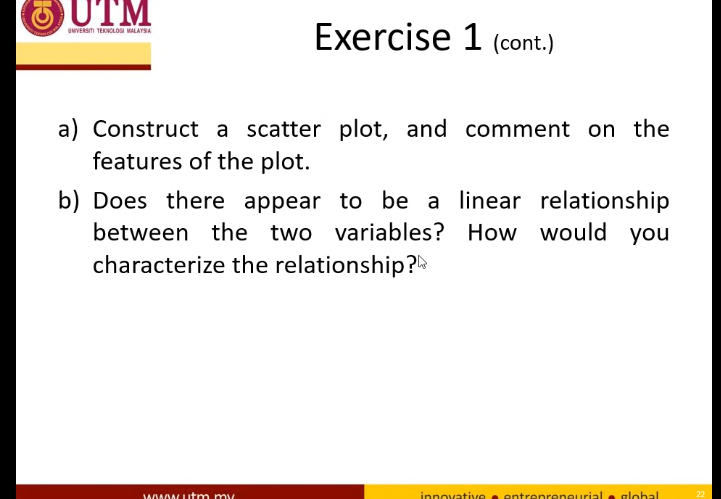 UTM
UNIVERSITI TEKNOLOGI MALAYSIA
Exercise 1 (cont.)
a) Construct a scatter plot, and comment on the
features of the plot.
b) Does there appear to be a linear relationship
between the two variables? How would you
characterize the relationship?
www.utm.my
innovative ● entrepreneurial ● global
22